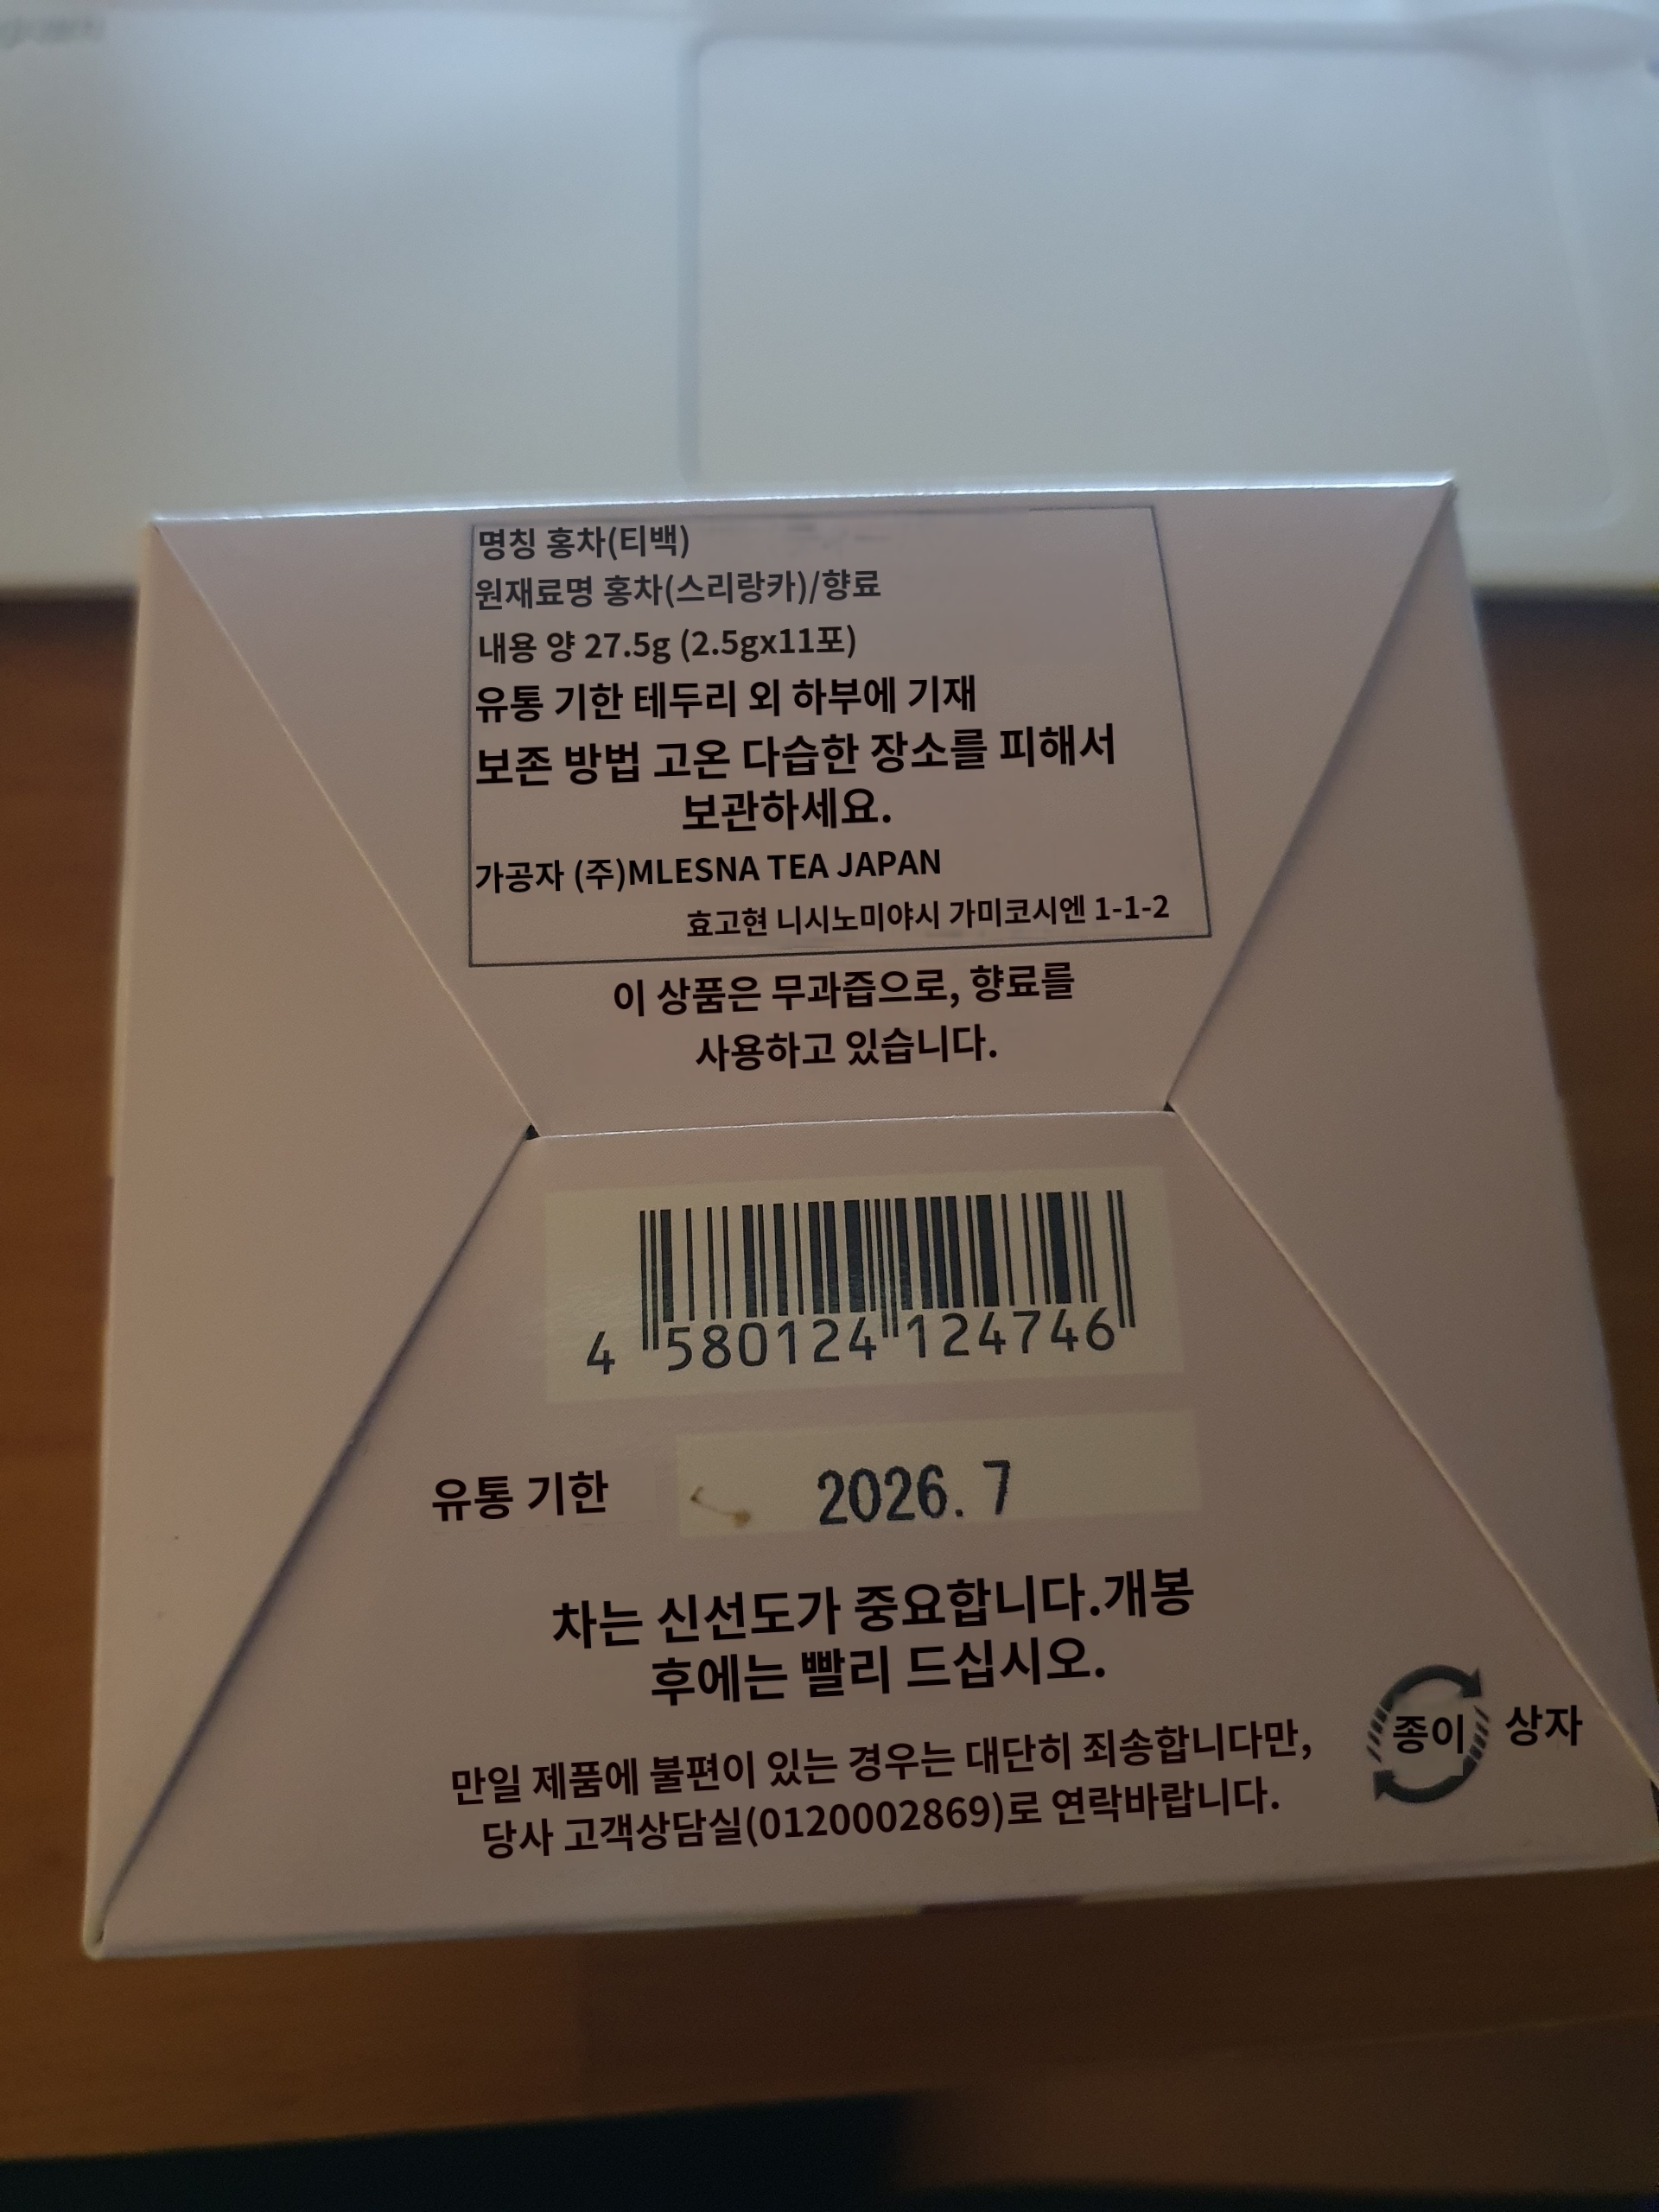 명칭 홍차(티백)
원재료명 홍차(스리랑카)/향료
내용 양 27.5g (2.5gx11포)
유통 기한 테두리 외 하부에 기재
보존 방법 고온 다습한 장소를 피해서
보관하세요.
가공자 (주)MLESNA TEA JAPAN
효고현 니시노미야시 가미코시엔 1-1-2
이 상품은 무과즙으로, 향료를
사용하고 있습니다.
4 580124 124746
유통 기한 2026. 7
차는 신선도가 중요합니다.개봉
후에는 빨리 드십시오.
종이 상자
만일 제품에 불편이 있는 경우는 대단히 죄송합니다만,
당사 고객상담실(0120002869)로 연락바랍니다.